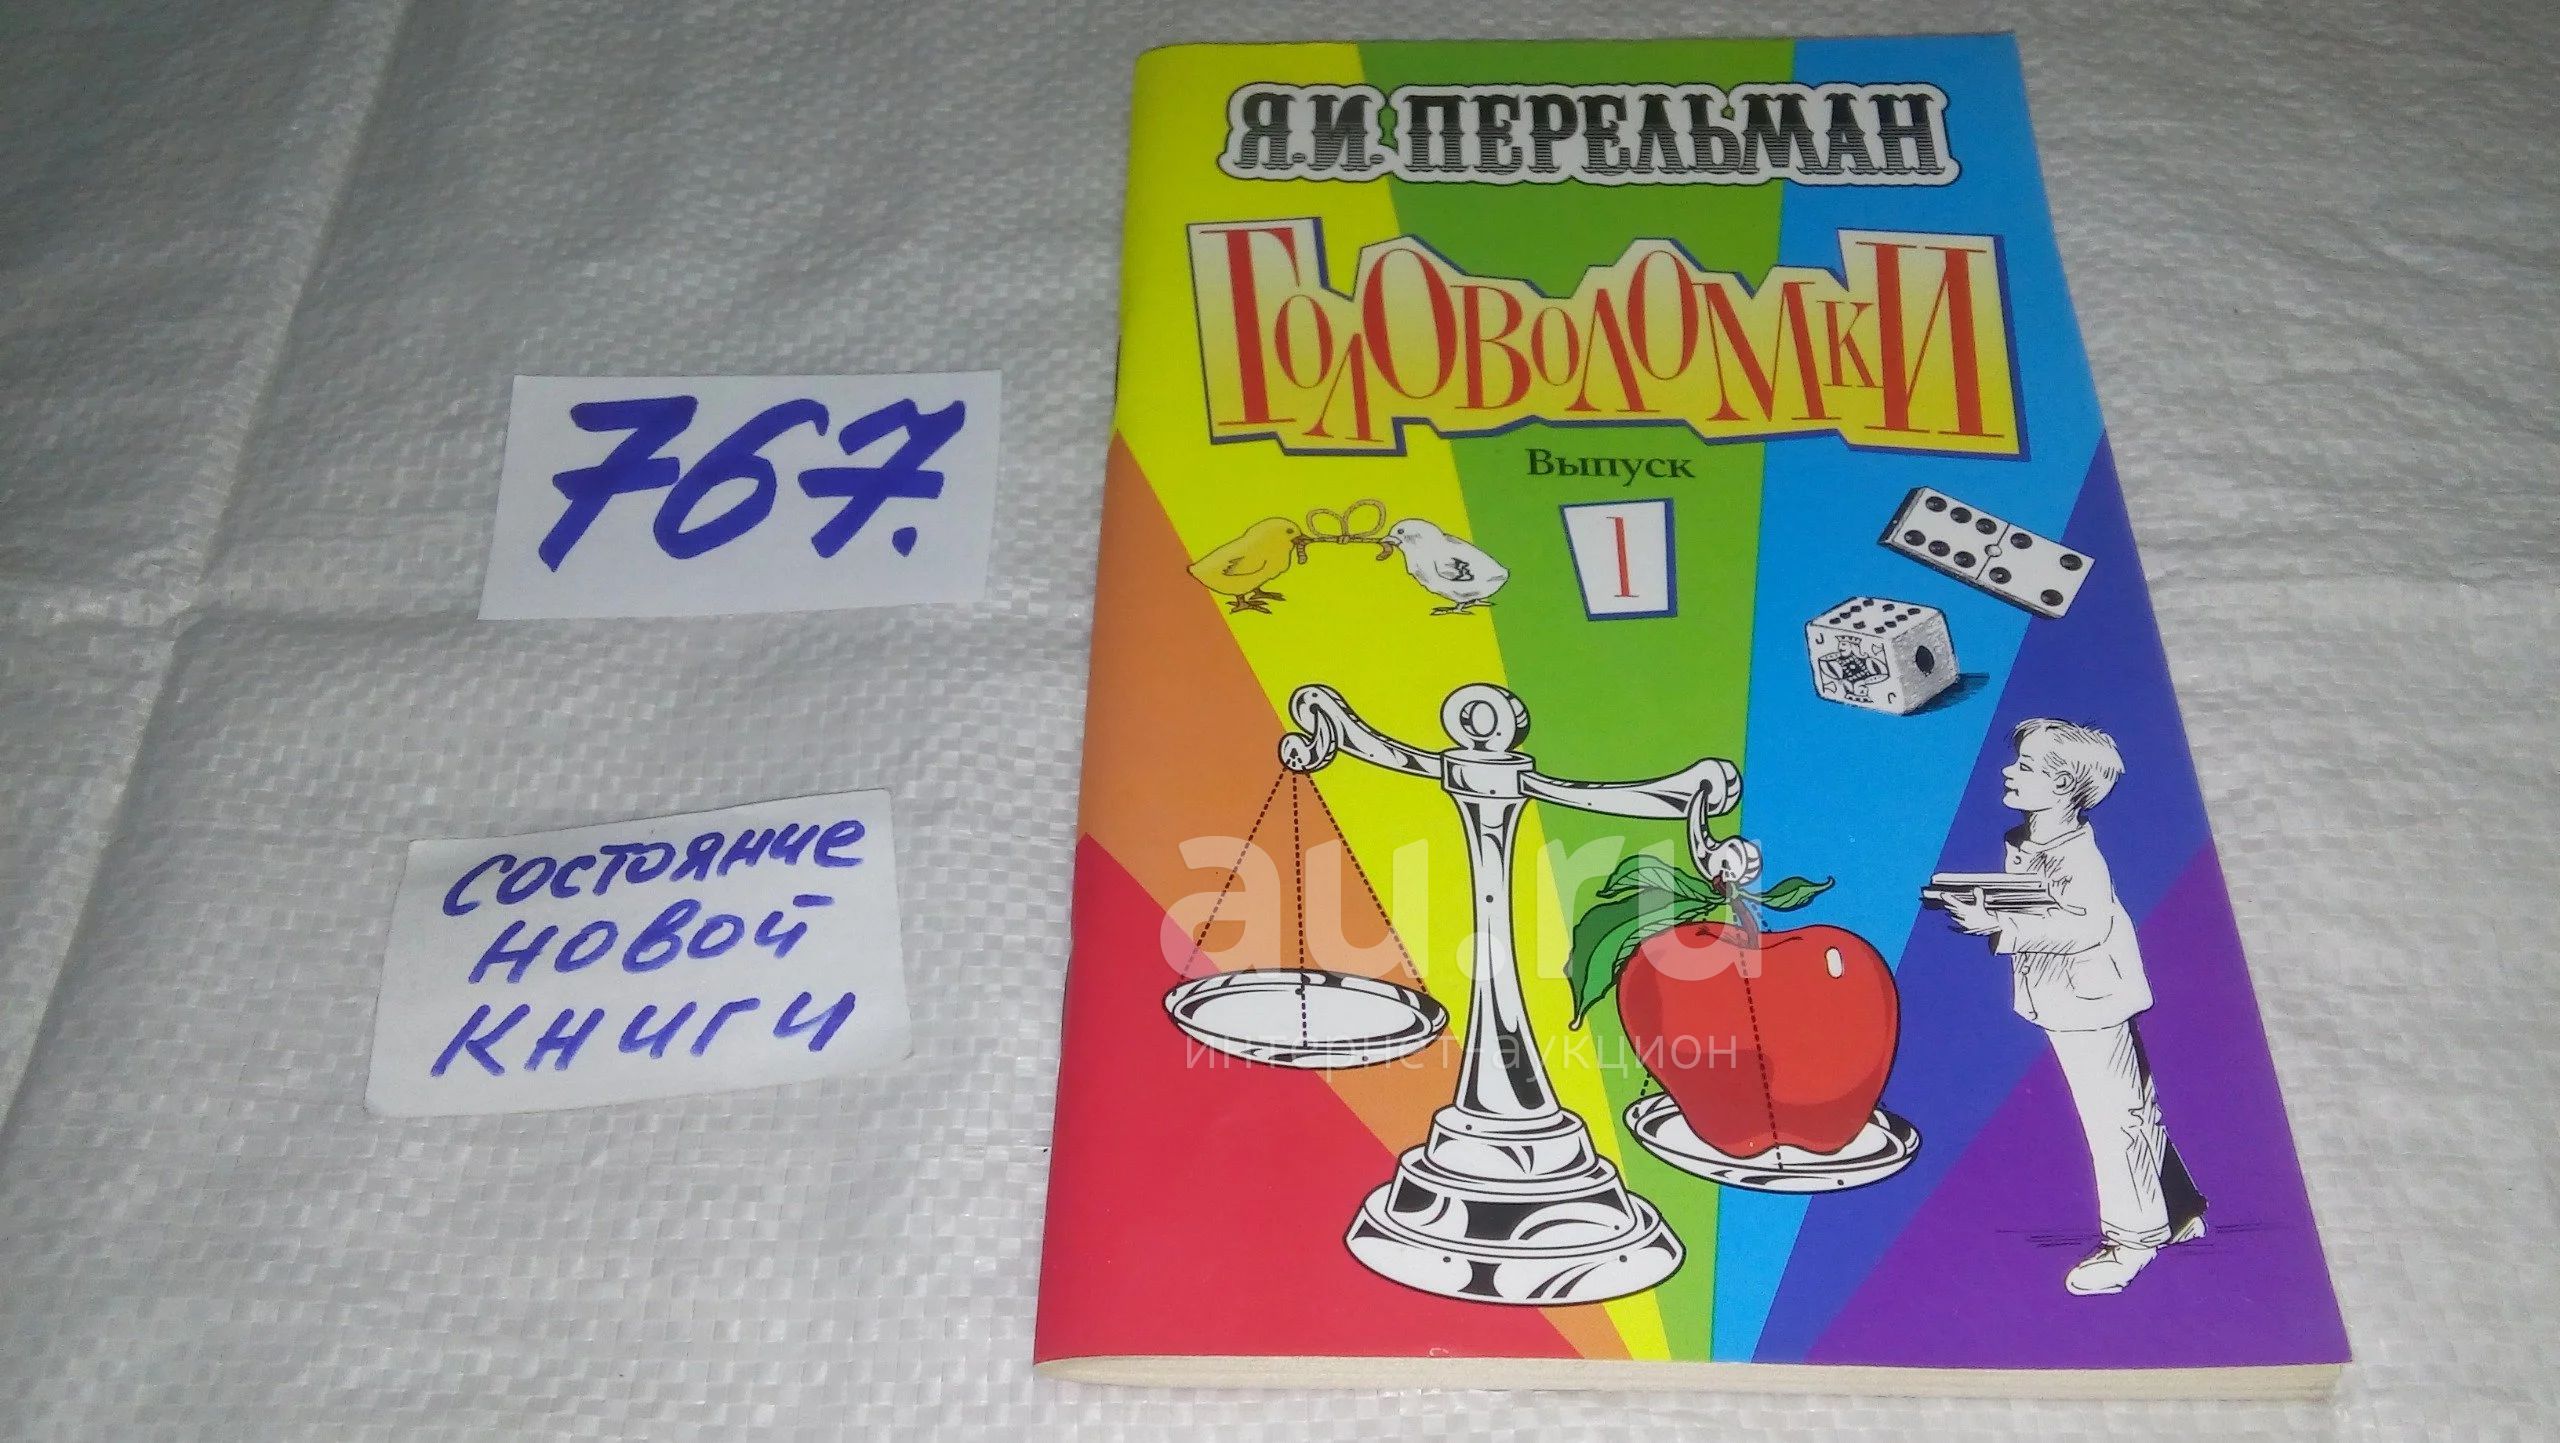 767.
состояние
новой
книги
Я.И. ПЕРЕЛЬМАН
ГОЛОВОЛОМКИ
Выпуск
1
J
J
au.ru
интернет-аукцион